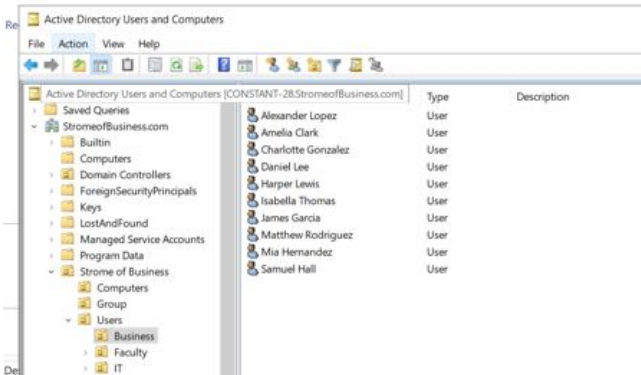 Re
Active Directory Users and Computers
File Action View Help
Active Directory Users and Computers [CONSTANT-28.StromeofBusiness.com]
Saved Queries
StromeofBusiness.com
Builtin
Computers
Domain Controllers
ForeignSecurityPrincipals
Keys
LostAndFound
Managed Service Accounts
Program Data
Strome of Business
Computers
Group
Users
Business
Faculty
IT
De
Type Description
Alexander Lopez User
Amelia Clark User
Charlotte Gonzalez User
Daniel Lee User
Harper Lewis User
Isabella Thomas User
James Garcia User
Matthew Rodriguez User
Mia Hernandez User
Samuel Hall User